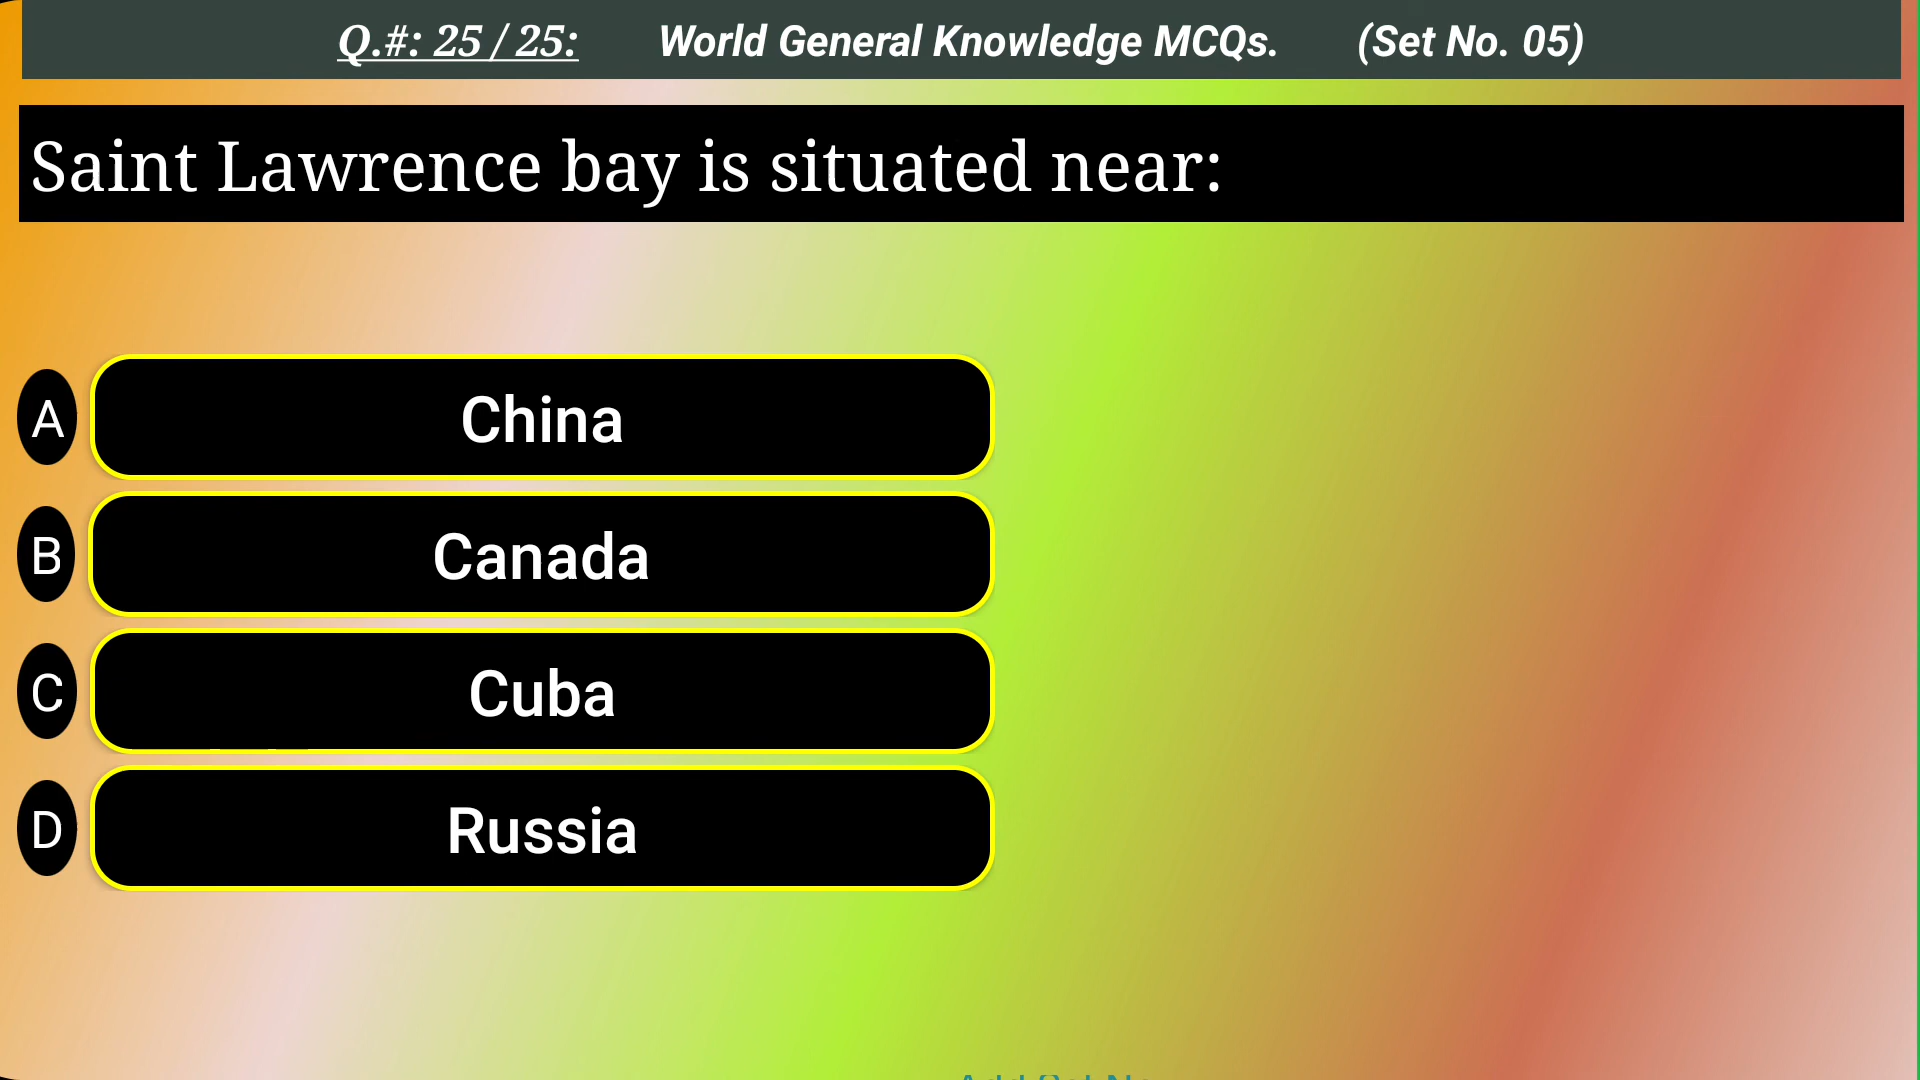 Q.#: 25 / 25: World General Knowledge MCQs. (Set No. 05)
Saint Lawrence bay is situated near:
A China
B Canada
C Cuba
D Russia